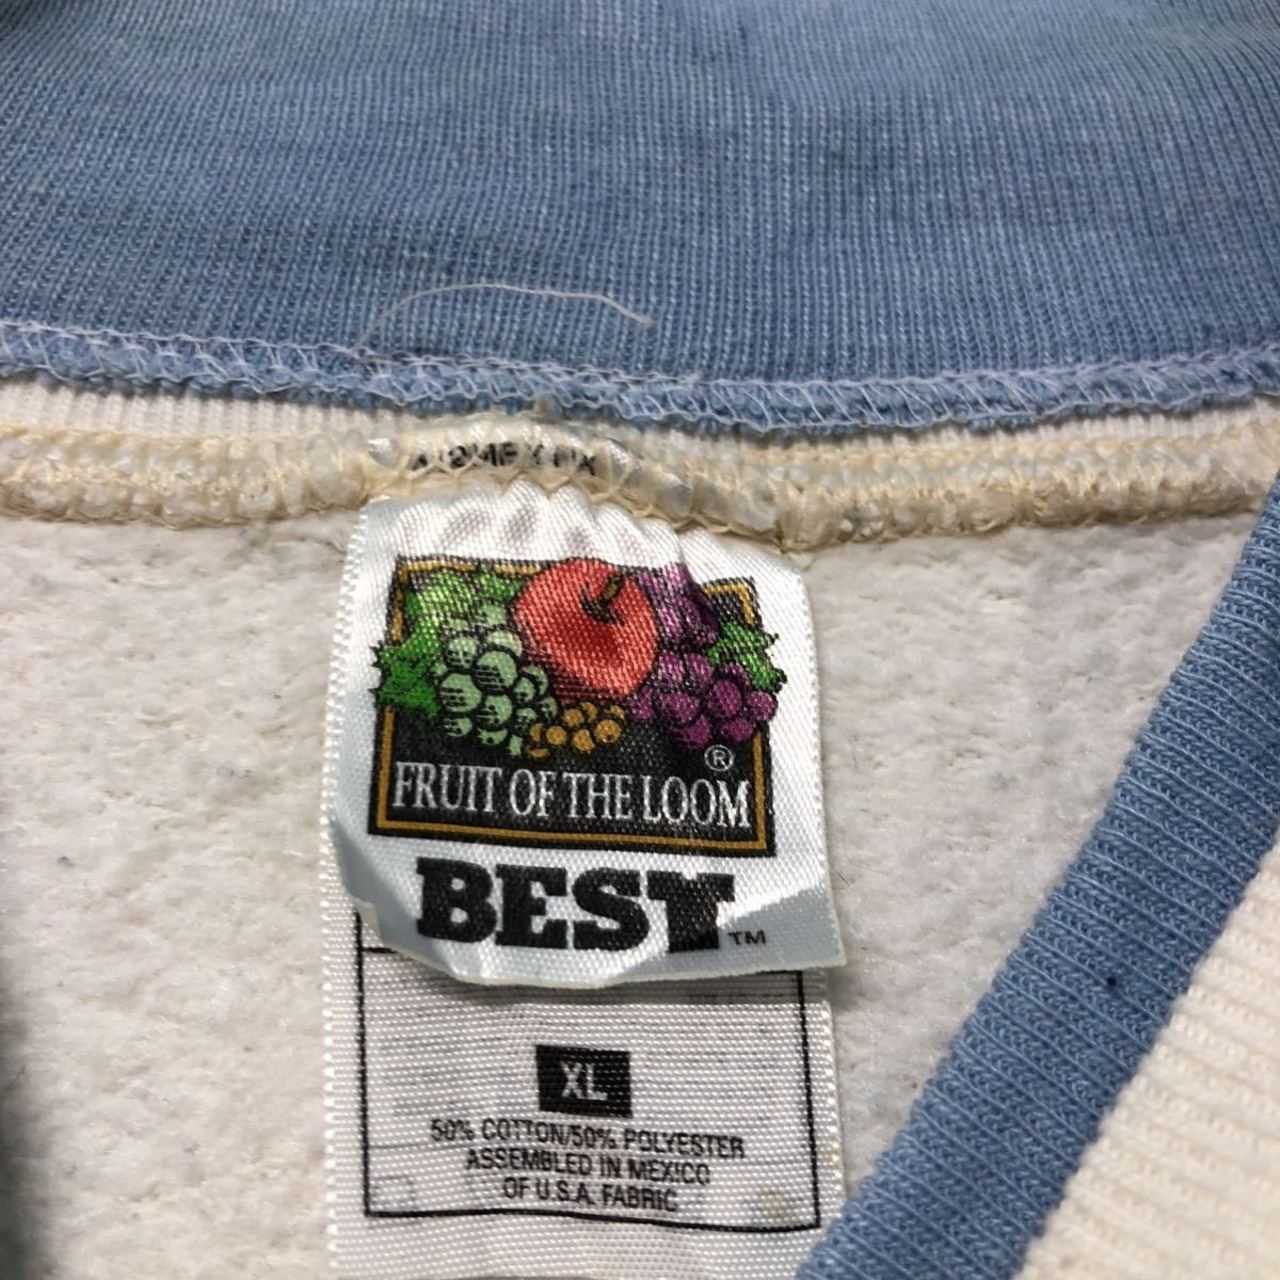 ®
FRUIT OF THE LOOM
BEST ™
XL
50% COTTON/50% POLYESTER
ASSEMBLED IN MEXICO
OF U.S.A. FABRIC